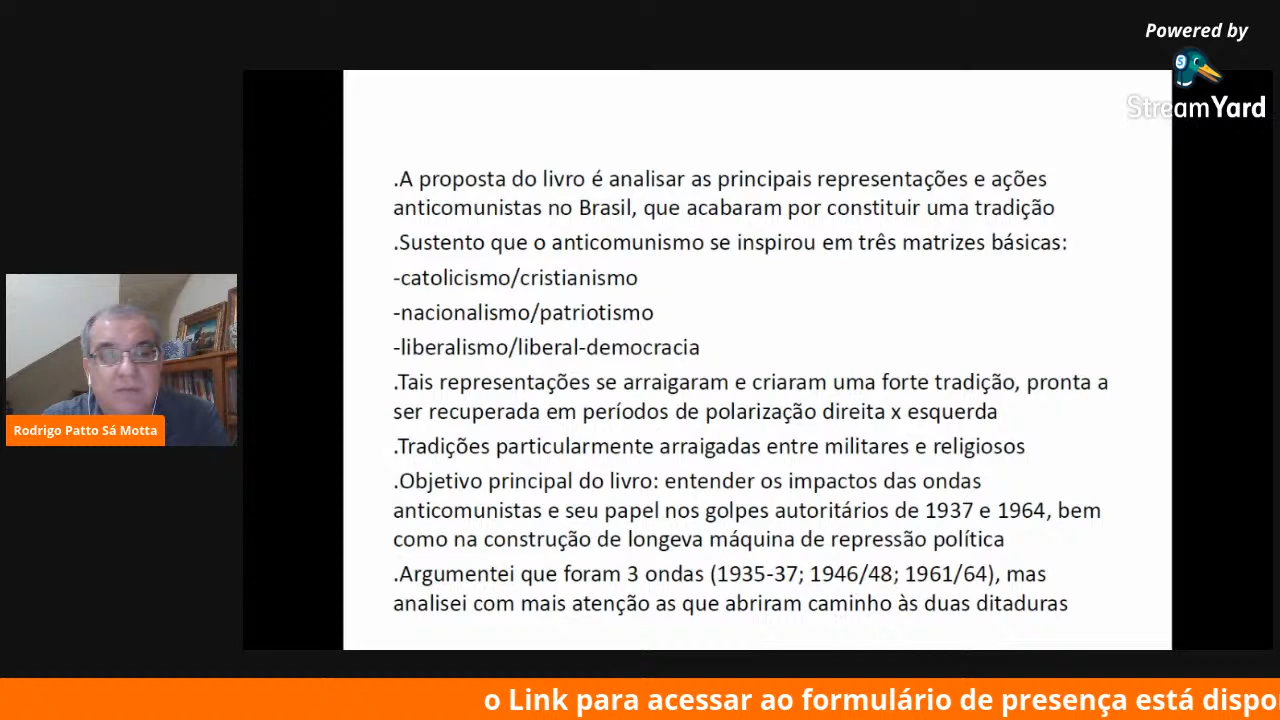 Powered by
S
StreamYard
.A proposta do livro é analisar as principais representações e ações
anticomunistas no Brasil, que acabaram por constituir uma tradição
.Sustento que o anticomunismo se inspirou em três matrizes básicas:
-catolicismo/cristianismo
-nacionalismo/patriotismo
-liberalismo/liberal-democracia
.Tais representações se arraigaram e criaram uma forte tradição, pronta a
ser recuperada em períodos de polarização direita x esquerda
.Tradições particularmente arraigadas entre militares e religiosos
.Objetivo principal do livro: entender os impactos das ondas
anticomunistas e seu papel nos golpes autoritários de 1937 e 1964, bem
como na construção de longeva máquina de repressão política
.Argumentei que foram 3 ondas (1935-37; 1946/48; 1961/64), mas
analisei com mais atenção as que abriram caminho às duas ditaduras
Rodrigo Patto Sá Motta
o Link para acessar ao formulário de presença está dispo